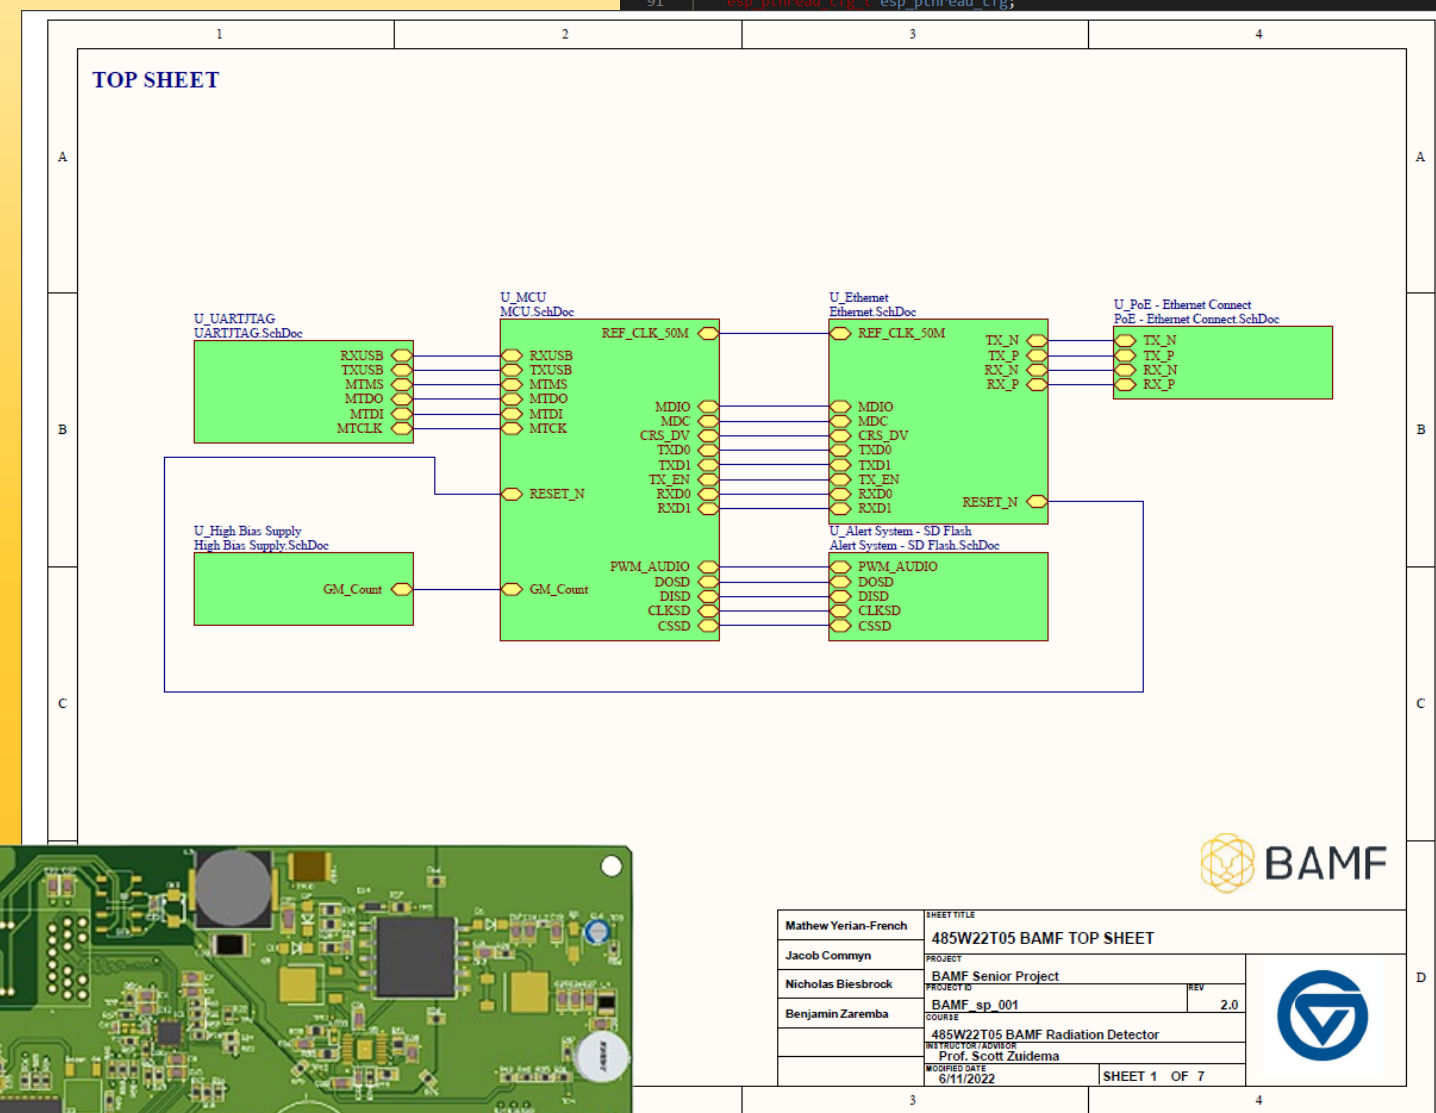 91 esp_pthread_cfg_t esp_pthread_cfg;
1 2 3 4
TOP SHEET
A A
U_UARTJTAG
UARTJTAG.SchDoc
RXUSB
TXUSB
MTMS
MTDO
MTDI
MTCLK
U_High Bias Supply
High Bias Supply.SchDoc
GM_Count
U_MCU
MCU.SchDoc
REF_CLK_50M
RXUSB
TXUSB
MTMS
MTDO
MTDI
MTCK
MDIO
MDC
CRS_DV
TXD0
TXD1
TX_EN
RXD0
RXD1
RESET_N
GM_Count
PWM_AUDIO
DOSD
DISD
CLKSD
CSSD
U_Ethernet
Ethernet.SchDoc
REF_CLK_50M
TX_N
TX_P
RX_N
RX_P
MDIO
MDC
CRS_DV
TXD0
TXD1
TX_EN
RXD0
RXD1
RESET_N
U_Alert System - SD Flash
Alert System - SD Flash.SchDoc
PWM_AUDIO
DOSD
DISD
CLKSD
CSSD
U_PoE - Ethernet Connect
PoE - Ethernet Connect.SchDoc
TX_N
TX_P
RX_N
RX_P
B B
C C
BAMF
Mathew Yerian-French
Jacob Commyn
Nicholas Biesbrock
Benjamin Zaremba
SHEET TITLE
485W22T05 BAMF TOP SHEET
PROJECT
BAMF Senior Project
PROJECT ID
BAMF_sp_001
REV
2.0
COURSE
485W22T05 BAMF Radiation Detector
INSTRUCTOR / ADVISOR
Prof. Scott Zuidema
MODIFIED DATE
6/11/2022
SHEET 1 OF 7
D
3 4